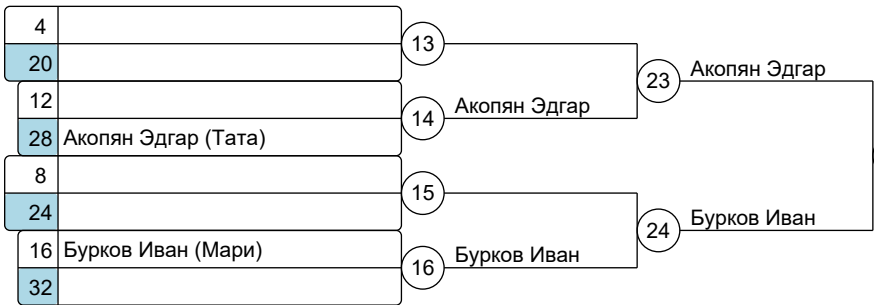 4
13
20
23 Акопян Эдгар
12
14 Акопян Эдгар
28 Акопян Эдгар (Тата)
8
15
24
24 Бурков Иван
16 Бурков Иван (Мари)
16 Бурков Иван
32